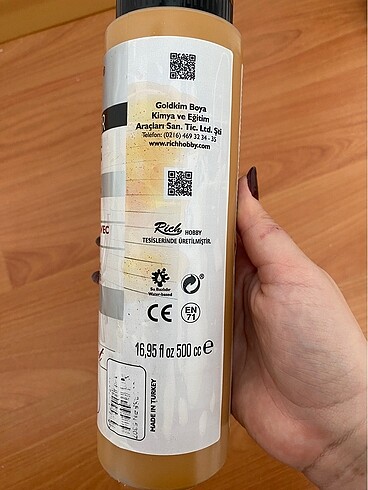 Goldkim Boya
Kimya ve Eğitim
Araçları San. Tic. Ltd. Şti
Telefon: (0216) 469 32 34 - 35
www.richhobby.com
Rich HOBBY
TESİSLERİNDE ÜRETİLMİŞTİR.
Su Bazlıdır
Water-based
CE
EN
71
16,95 fl oz 500 cc e
MADE IN TURKEY